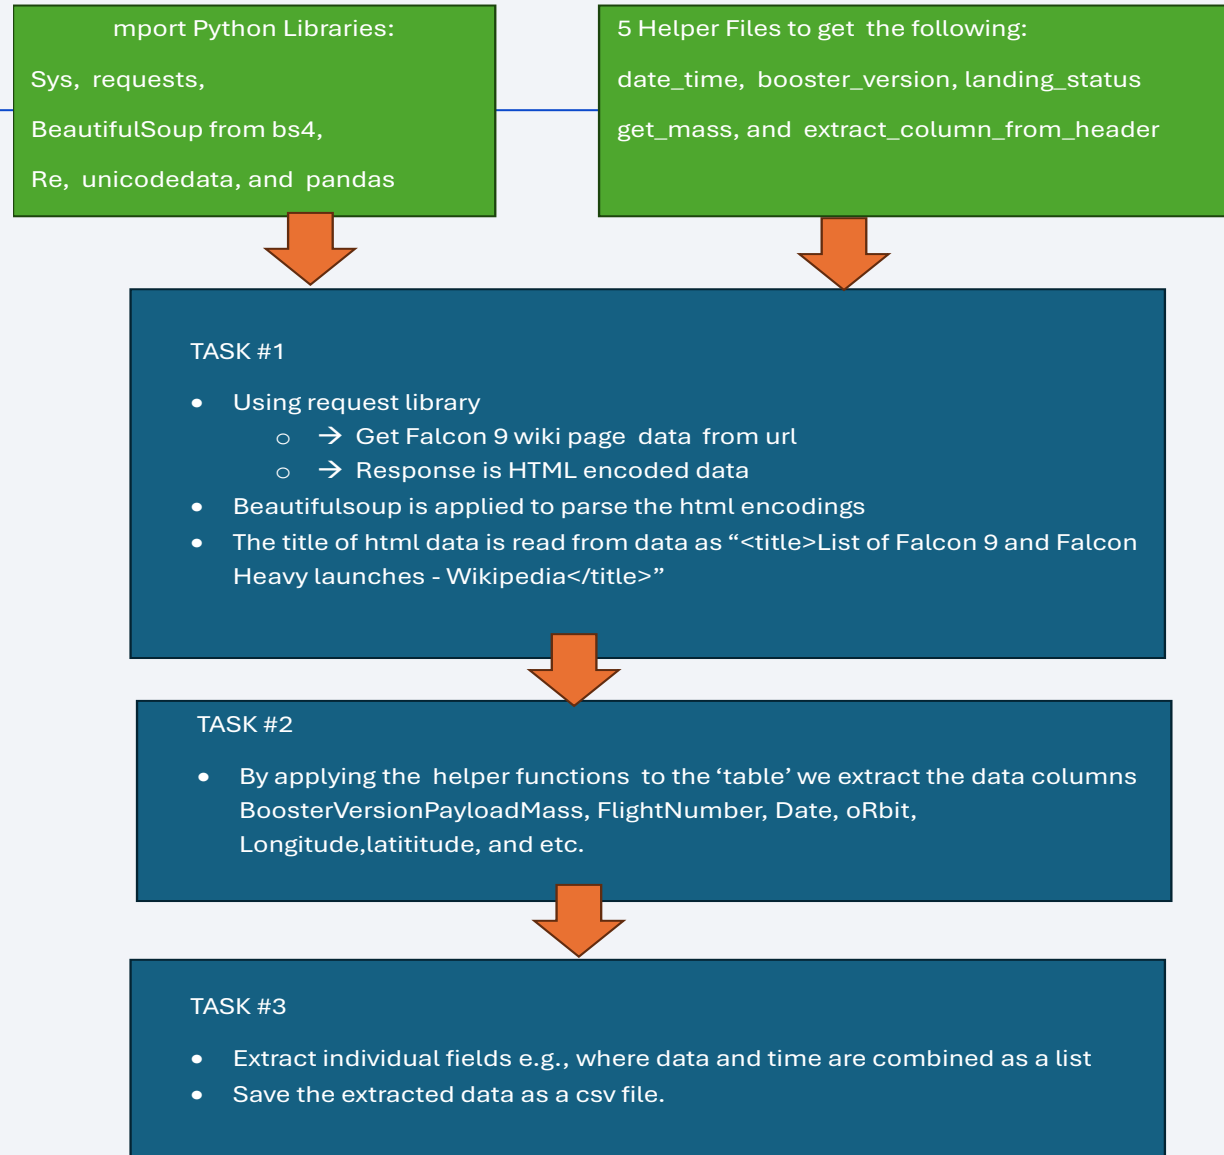 mport Python Libraries:
Sys, requests,
BeautifulSoup from bs4,
Re, unicodedata, and pandas
5 Helper Files to get the following:
date_time, booster_version, landing_status
get_mass, and extract_column_from_header
TASK #1
• Using request library
○ → Get Falcon 9 wiki page data from url
○ → Response is HTML encoded data
• Beautifulsoup is applied to parse the html encodings
• The title of html data is read from data as “<title>List of Falcon 9 and Falcon
Heavy launches - Wikipedia</title>”
TASK #2
• By applying the helper functions to the ‘table’ we extract the data columns
BoosterVersionPayloadMass, FlightNumber, Date, oRbit,
Longitude,latititude, and etc.
TASK #3
• Extract individual fields e.g., where data and time are combined as a list
• Save the extracted data as a csv file.